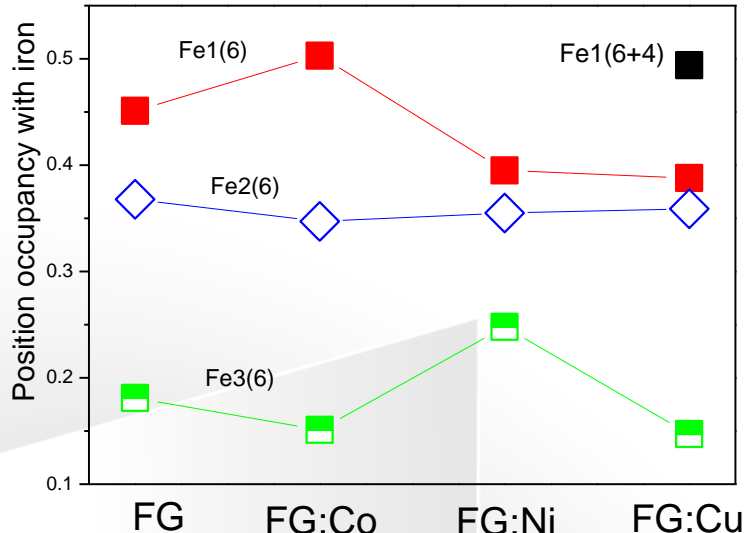 Position occupancy with iron
0.5
0.4
0.3
0.2
0.1
Fe1(6)
Fe1(6+4)
Fe2(6)
Fe3(6)
FG
FG:Co
FG:Ni
FG:Cu